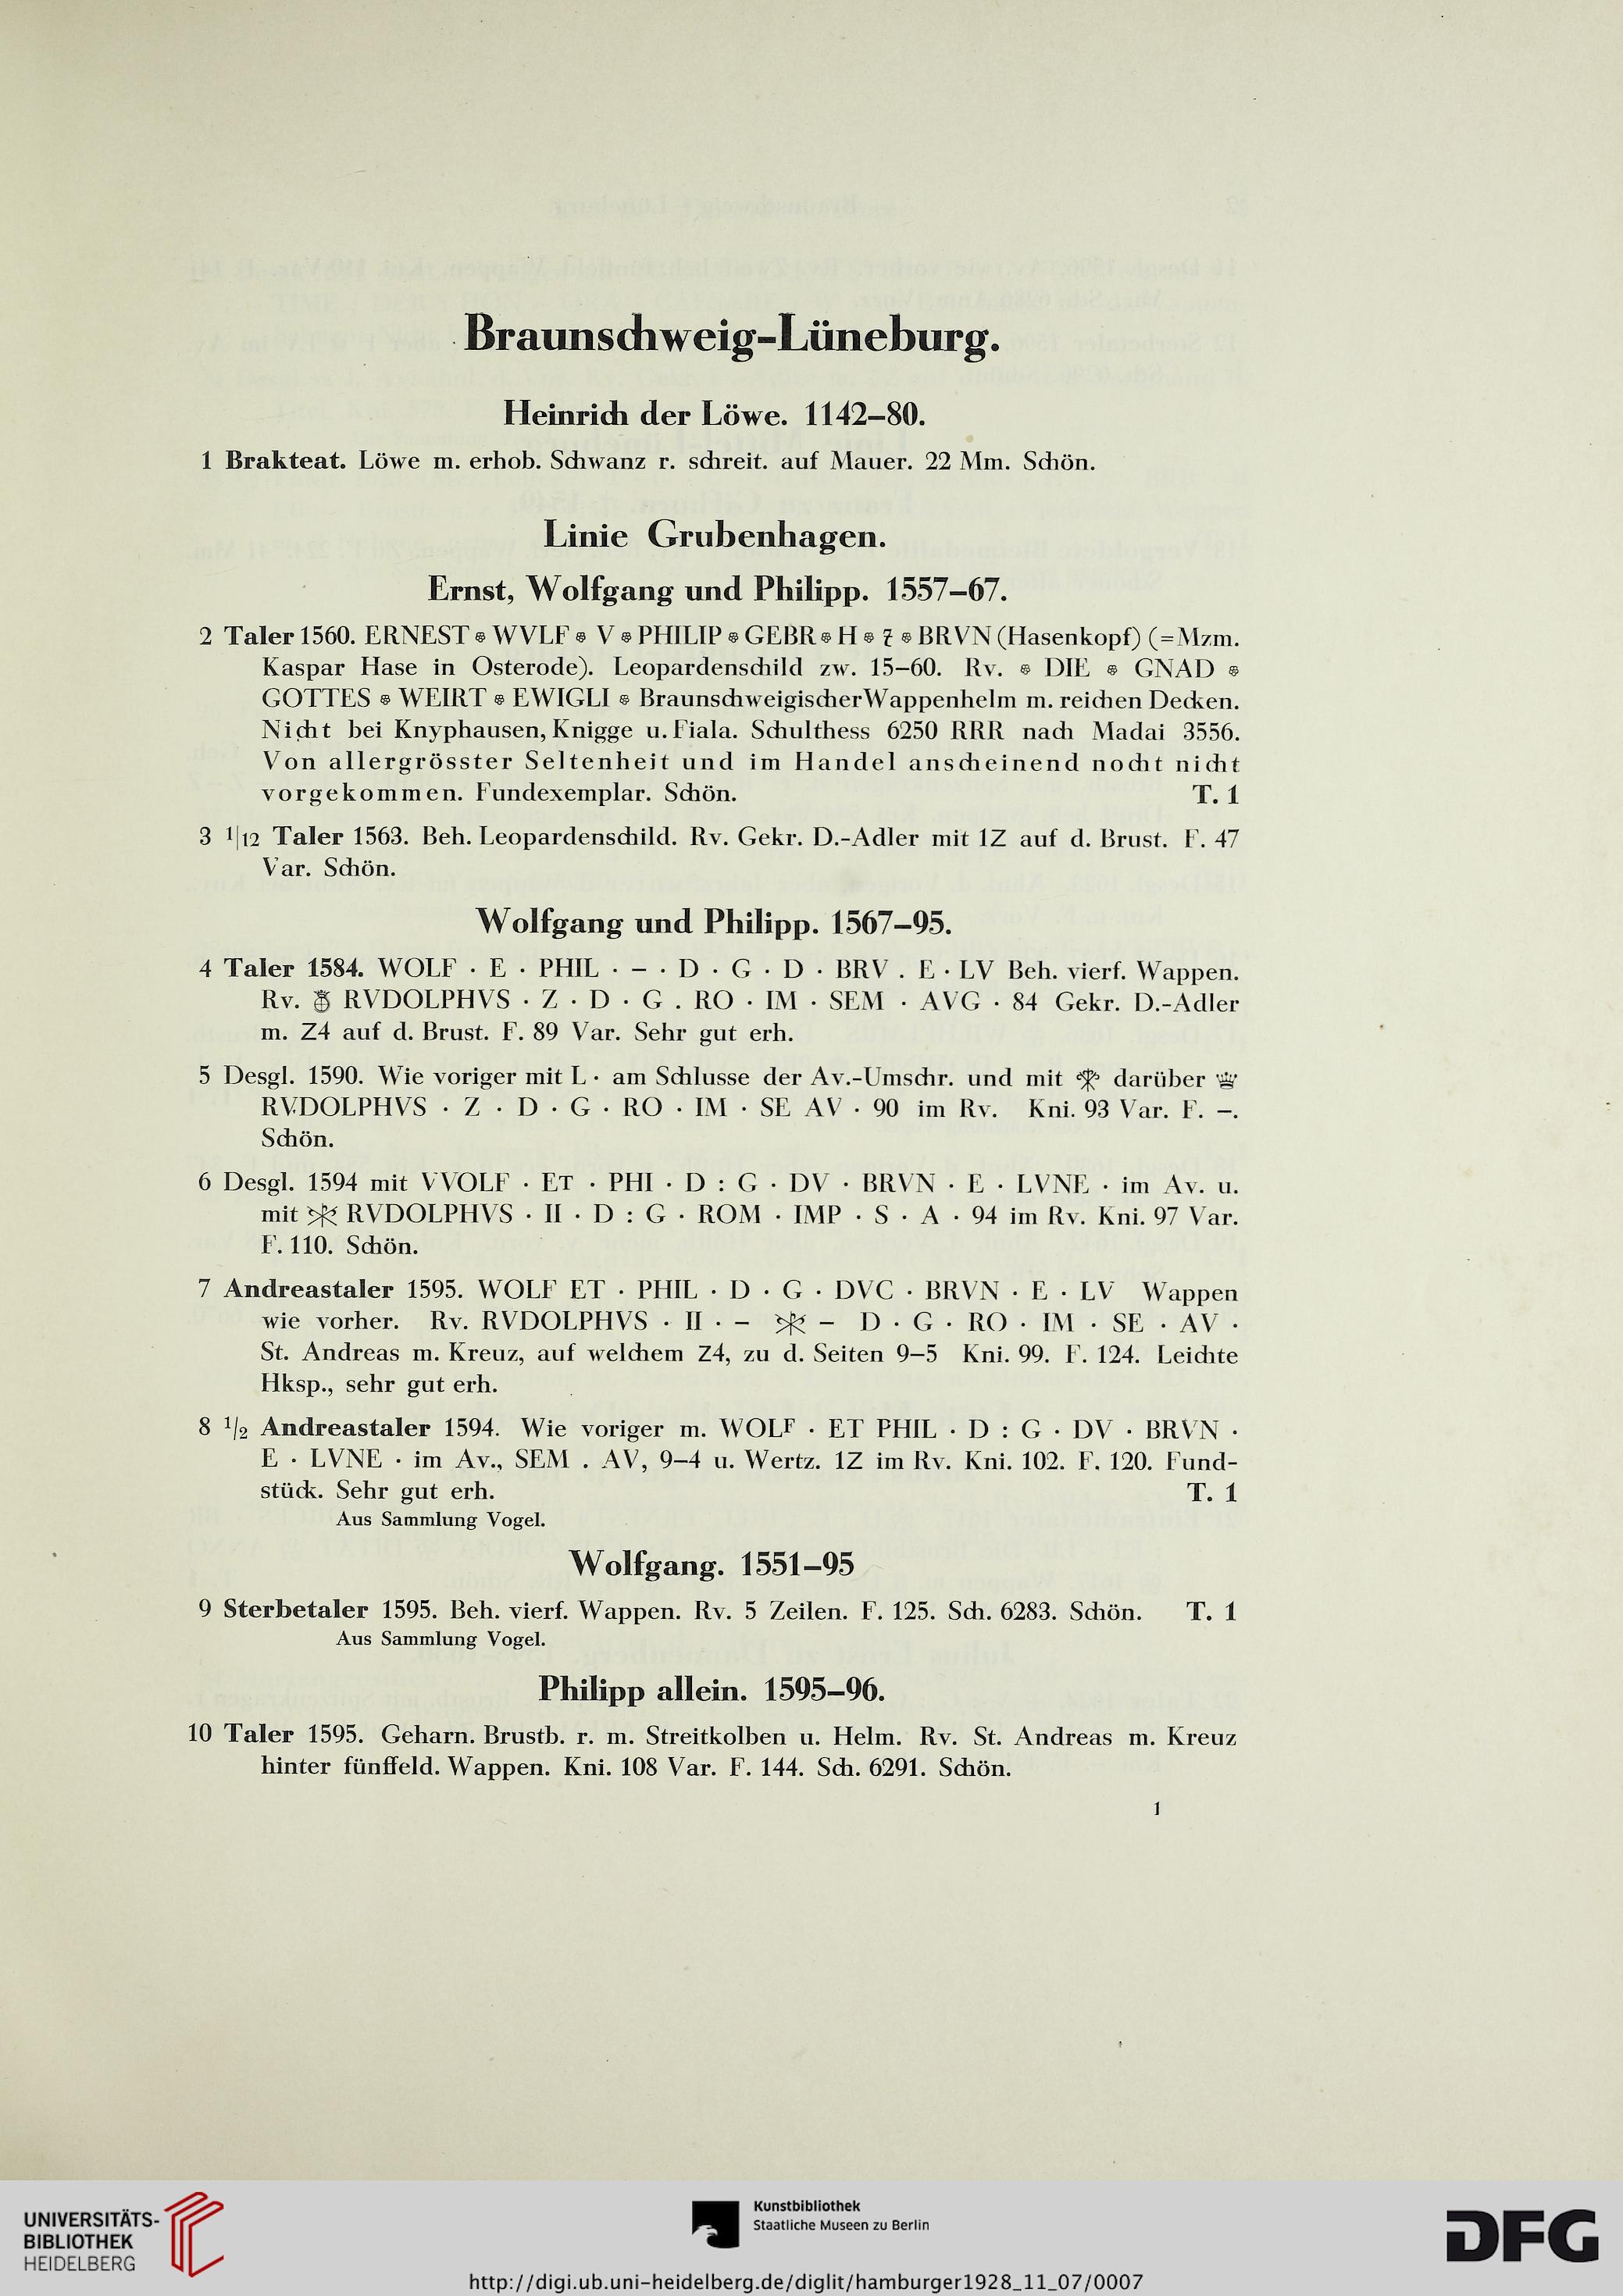 Braunschweig-Lüneburg.
Heinrich der Löwe. 1142–80.
1 Brakteat. Löwe m. erhob. Schwanz r. schreit. auf Mauer. 22 Mm. Schön.
Linie Grubenhagen.
Ernst, Wolfgang und Philipp. 1557–67.
2 Taler 1560. ERNEST ⊛ WVLF ⊛ V ⊛ PHILIP ⊛ GEBR ⊛ H ⊛ Z ⊛ BRVN (Hasenkopf) (=Mzm.
Kaspar Hase in Osterode). Leopardenschild zw. 15–60. Rv. ⊛ DIE ⊛ GNAD ⊛
GOTTES ⊛ WEIRT ⊛ EWIGLI ⊛ Braunschweigischer Wappenhelm m. reichen Decken.
Nicht bei Knyphausen, Knigge u. Fiala. Schulthess 6250 RRR nach Madai 3556.
Von allergrösster Seltenheit und im Handel anscheinend nocht nicht
vorgekommen. Fundexemplar. Schön. T. 1
3 1/12 Taler 1563. Beh. Leopardenschild. Rv. Gekr. D.-Adler mit 1Z auf d. Brust. F. 47
Var. Schön.
Wolfgang und Philipp. 1567–95.
4 Taler 1584. WOLF · E · PHIL · – · D · G · D · BRV . E · LV Beh. vierf. Wappen.
Rv. RVDOLPHVS · Z · D · G . RO · IM · SEM · AVG · 84 Gekr. D.-Adler
m. Z4 auf d. Brust. F. 89 Var. Sehr gut erh.
5 Desgl. 1590. Wie voriger mit L · am Schlusse der Av.-Umschr. und mit darüber
RVDOLPHVS · Z · D · G · RO · IM · SE AV · 90 im Rv. Kni. 93 Var. F. –.
Schön.
6 Desgl. 1594 mit VVOLF · ET · PHI · D : G · DV · BRVN · E · LVNE · im Av. u.
mit RVDOLPHVS · II · D : G · ROM · IMP · S · A · 94 im Rv. Kni. 97 Var.
F. 110. Schön.
7 Andreastaler 1595. WOLF ET · PHIL · D · G · DVC · BRVN · E · LV Wappen
wie vorher. Rv. RVDOLPHVS · II · – – D · G · RO · IM · SE · AV ·
St. Andreas m. Kreuz, auf welchem Z4, zu d. Seiten 9–5 Kni. 99. F. 124. Leichte
Hksp., sehr gut erh.
8 1/2 Andreastaler 1594. Wie voriger m. WOLF · ET PHIL · D : G · DV · BRVN ·
E · LVNE · im Av., SEM . AV, 9–4 u. Wertz. 1Z im Rv. Kni. 102. F. 120. Fund-
stück. Sehr gut erh. T. 1
Aus Sammlung Vogel.
Wolfgang. 1551–95
9 Sterbetaler 1595. Beh. vierf. Wappen. Rv. 5 Zeilen. F. 125. Sch. 6283. Schön. T. 1
Aus Sammlung Vogel.
Philipp allein. 1595–96.
10 Taler 1595. Geharn. Brustb. r. m. Streitkolben u. Helm. Rv. St. Andreas m. Kreuz
hinter fünffeld. Wappen. Kni. 108 Var. F. 144. Sch. 6291. Schön.
1
UNIVERSITÄTS-
BIBLIOTHEK
HEIDELBERG
Kunstbibliothek
Staatliche Museen zu Berlin
DFG
http://digi.ub.uni-heidelberg.de/diglit/hamburger1928_11_07/0007